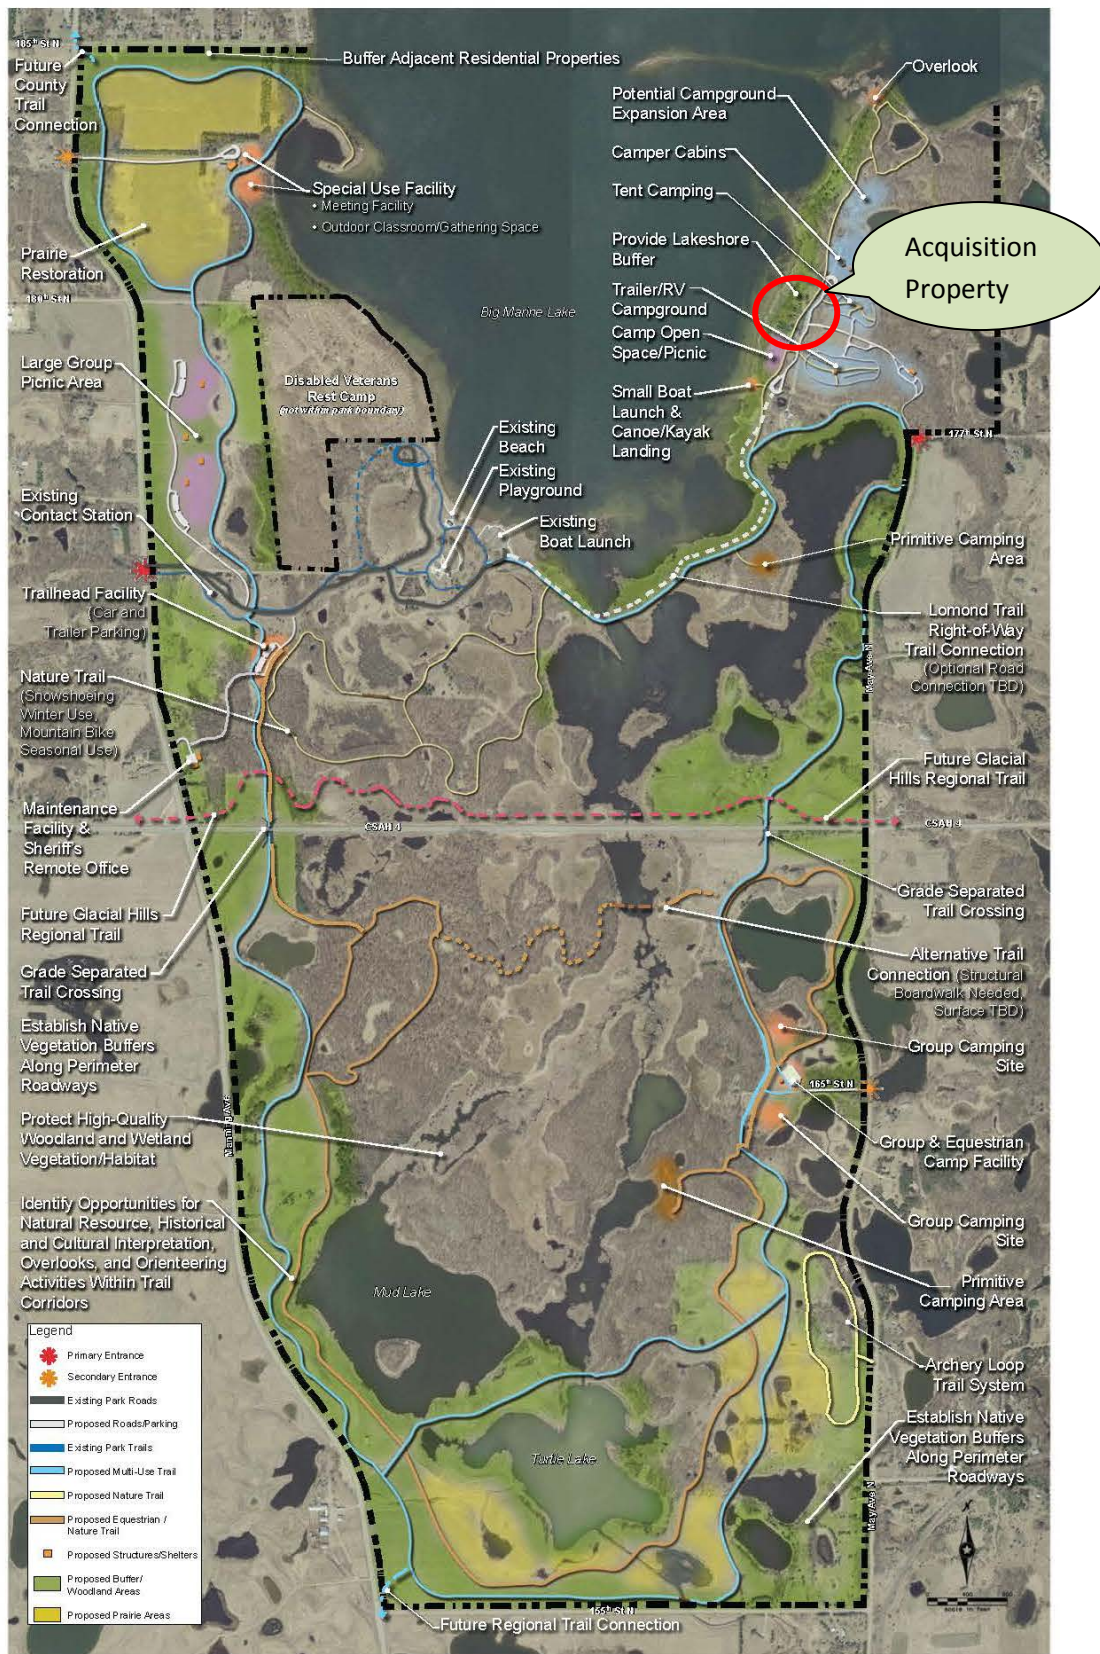 185th St N
Future
County
Trail
Connection
Buffer Adjacent Residential Properties
Overlook
Potential Campground
Expansion Area
Camper Cabins
Tent Camping
Provide Lakeshore
Buffer
Trailer/RV
Campground
Camp Open
Space/Picnic
Small Boat
Launch &
Canoe/Kayak
Landing
Acquisition
Property
Special Use Facility
• Meeting Facility
• Outdoor Classroom/Gathering Space
Prairie
Restoration
180th St N
Big Marine Lake
Large Group
Picnic Area
Disabled Veterans
Rest Camp
(not within park boundary)
Existing
Beach
Existing
Playground
Existing
Boat Launch
177th St N
Existing
Contact Station
Primitive Camping
Area
Trailhead Facility
(Car and
Trailer Parking)
Lomond Trail
Right-of-Way
Trail Connection
(Optional Road
Connection TBD)
May Ave N
Nature Trail
(Snowshoeing
Winter Use,
Mountain Bike
Seasonal Use)
Future Glacial
Hills Regional Trail
Maintenance
Facility &
Sheriff's
Remote Office
CSAH 4
CSAH 4
Future Glacial Hills
Regional Trail
Grade Separated
Trail Crossing
Grade Separated
Trail Crossing
Alternative Trail
Connection (Structural
Boardwalk Needed,
Surface TBD)
Establish Native
Vegetation Buffers
Along Perimeter
Roadways
Group Camping
Site
165th St N
Manning Ave
Protect High-Quality
Woodland and Wetland
Vegetation/Habitat
Group & Equestrian
Camp Facility
Identify Opportunities for
Natural Resource, Historical
and Cultural Interpretation,
Overlooks, and Orienteering
Activities Within Trail
Corridors
Group Camping
Site
Mud Lake
Primitive
Camping Area
Archery Loop
Trail System
Establish Native
Vegetation Buffers
Along Perimeter
Roadways
Turtle Lake
May Ave N
Legend
Primary Entrance
Secondary Entrance
Existing Park Roads
Proposed Roads/Parking
Existing Park Trails
Proposed Multi-Use Trail
Proposed Nature Trail
Proposed Equestrian /
Nature Trail
Proposed Structures/Shelters
Proposed Buffer/
Woodland Areas
Proposed Prairie Areas
155th St N
Future Regional Trail Connection
scale in feet